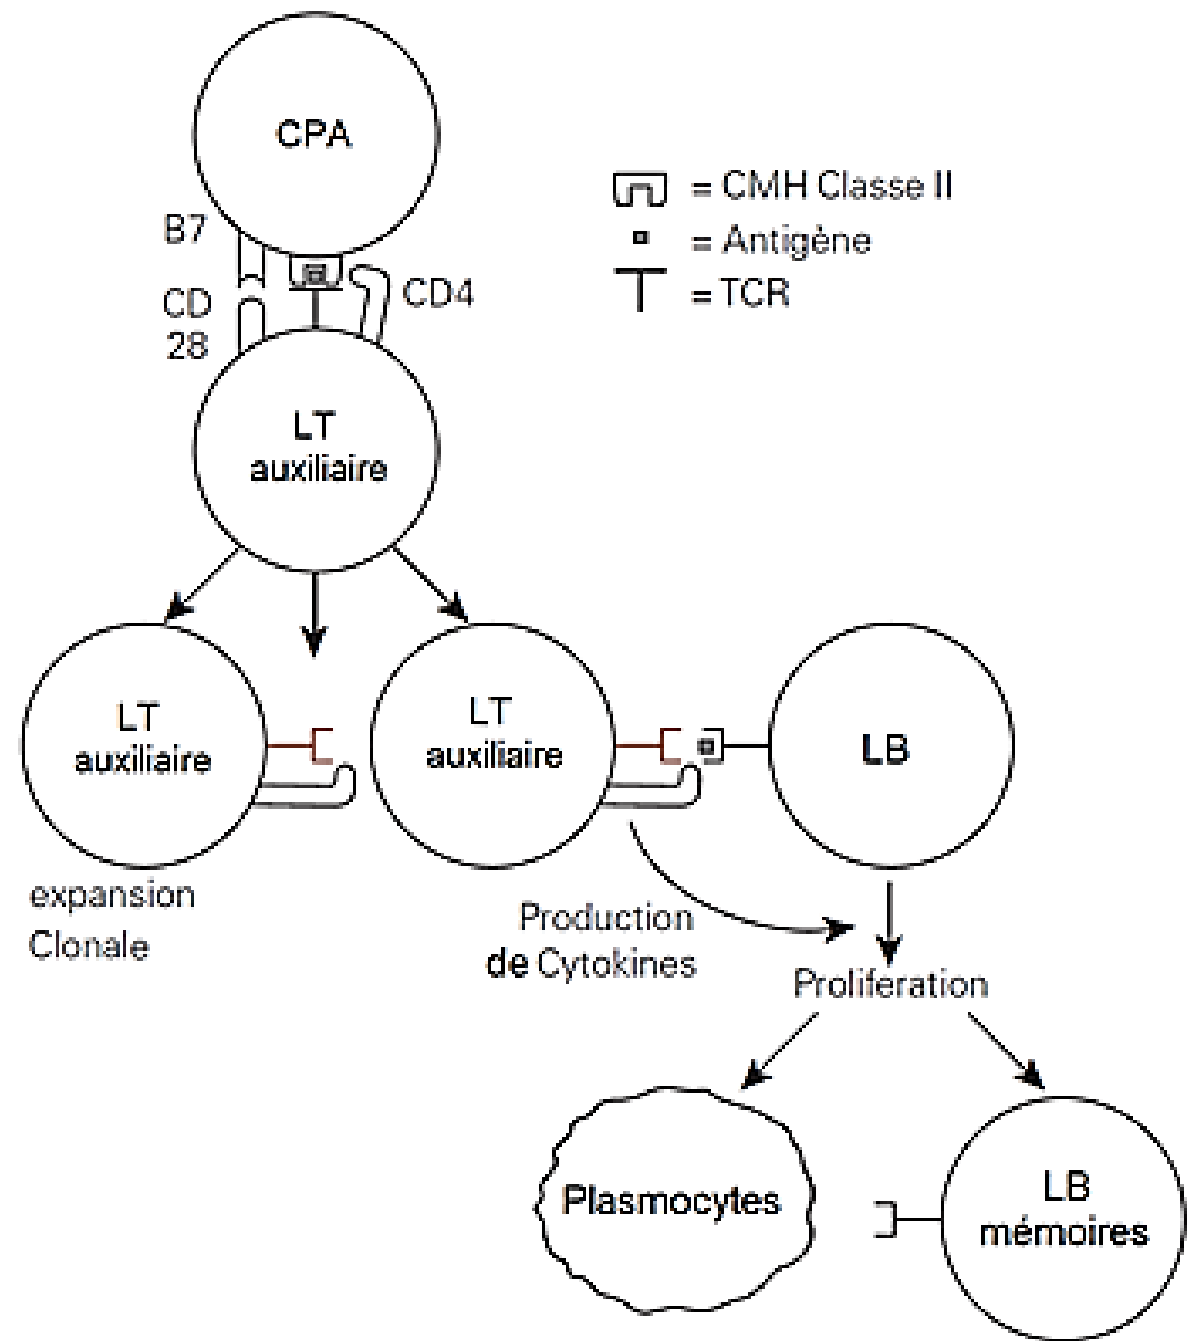 CPA
B7
CD
28
CD4
= CMH Classe II
= Antigène
= TCR
LT
auxiliaire
LT
auxiliaire
LT
auxiliaire
LB
expansion
Clonale
Production
de Cytokines
Proliferation
Plasmocytes
LB
mémoires